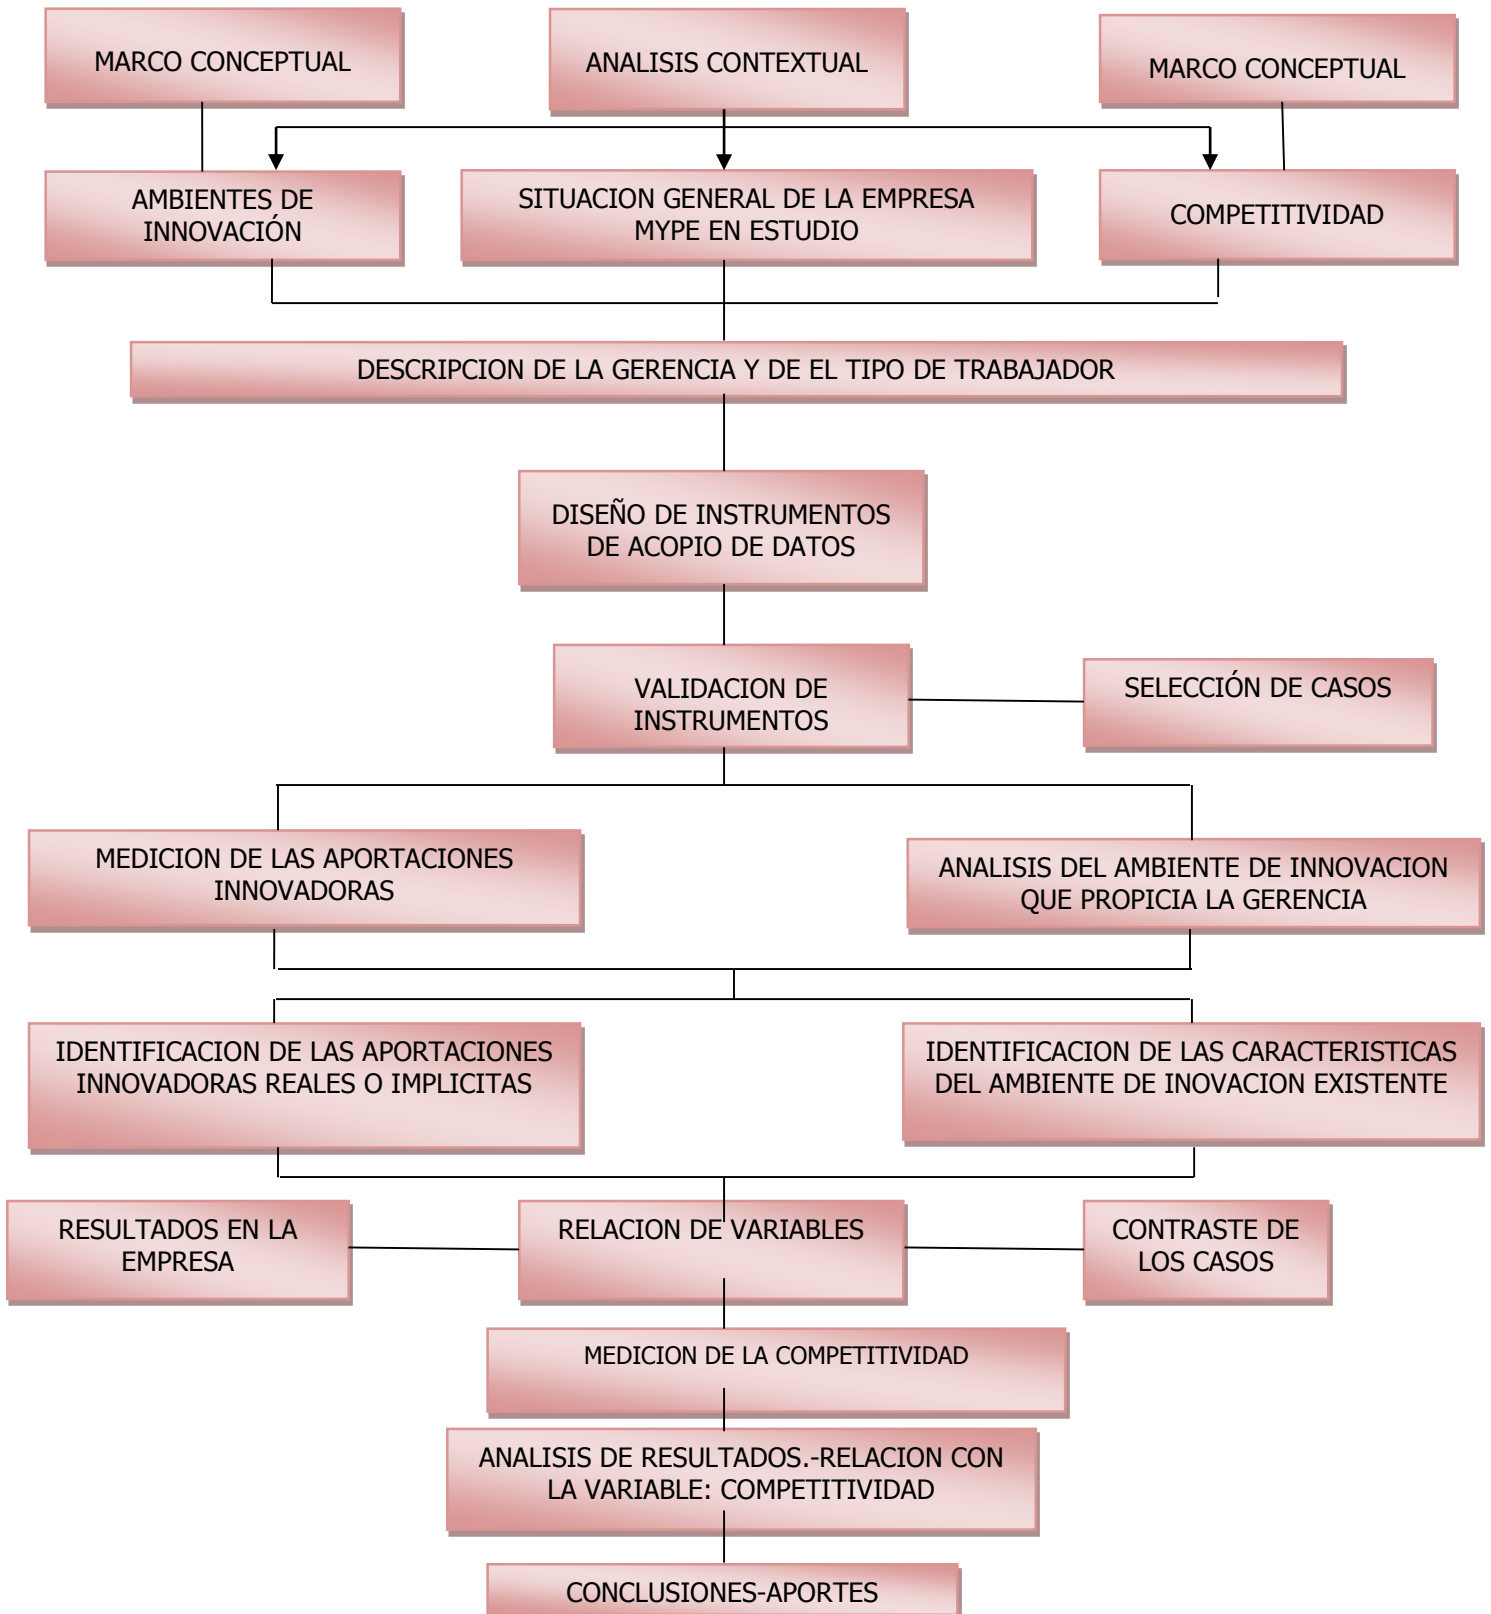 MARCO CONCEPTUAL
ANALISIS CONTEXTUAL
MARCO CONCEPTUAL
AMBIENTES DE
INNOVACIÓN
SITUACION GENERAL DE LA EMPRESA
MYPE EN ESTUDIO
COMPETITIVIDAD
DESCRIPCION DE LA GERENCIA Y DE EL TIPO DE TRABAJADOR
DISEÑO DE INSTRUMENTOS
DE ACOPIO DE DATOS
VALIDACION DE
INSTRUMENTOS
SELECCIÓN DE CASOS
MEDICION DE LAS APORTACIONES
INNOVADORAS
ANALISIS DEL AMBIENTE DE INNOVACION
QUE PROPICIA LA GERENCIA
IDENTIFICACION DE LAS APORTACIONES
INNOVADORAS REALES O IMPLICITAS
IDENTIFICACION DE LAS CARACTERISTICAS
DEL AMBIENTE DE INOVACION EXISTENTE
RESULTADOS EN LA
EMPRESA
RELACION DE VARIABLES
CONTRASTE DE
LOS CASOS
MEDICION DE LA COMPETITIVIDAD
ANALISIS DE RESULTADOS.-RELACION CON
LA VARIABLE: COMPETITIVIDAD
CONCLUSIONES-APORTES